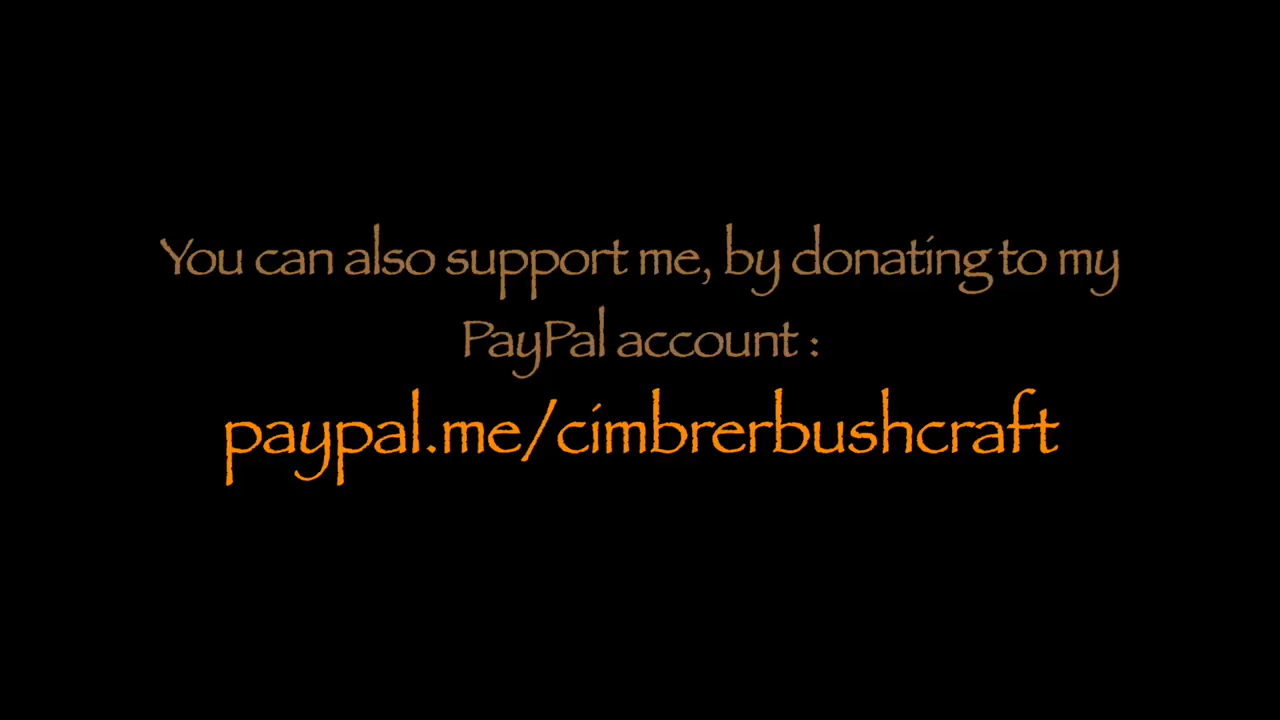 You can also support me, by donating to my
PayPal account :
paypal.me/cimbrerbushcraft